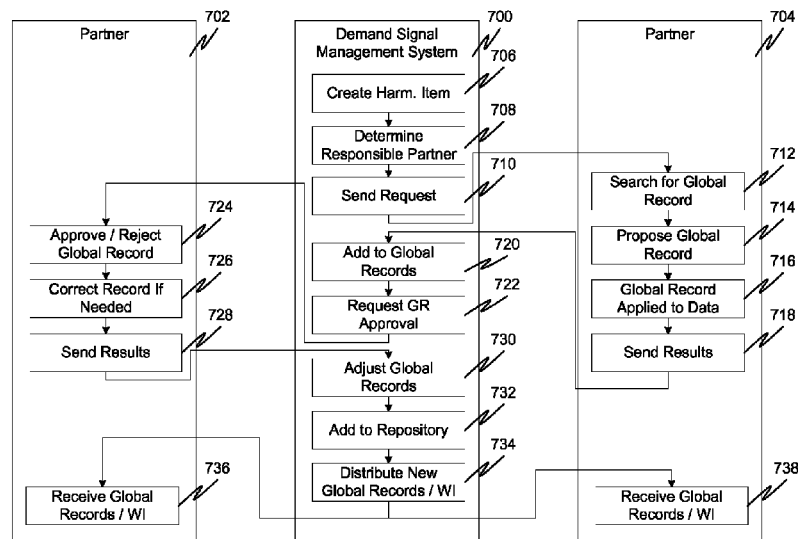 Partner
702
Demand Signal
Management System
700
Partner
704
706
Create Harm. Item
708
Determine
Responsible Partner
710
Send Request
712
Search for Global
Record
714
Propose Global
Record
716
Global Record
Applied to Data
718
Send Results
720
Add to Global
Records
722
Request GR
Approval
724
Approve / Reject
Global Record
726
Correct Record If
Needed
728
Send Results
730
Adjust Global
Records
732
Add to Repository
734
Distribute New
Global Records / WI
736
Receive Global
Records / WI
738
Receive Global
Records / WI